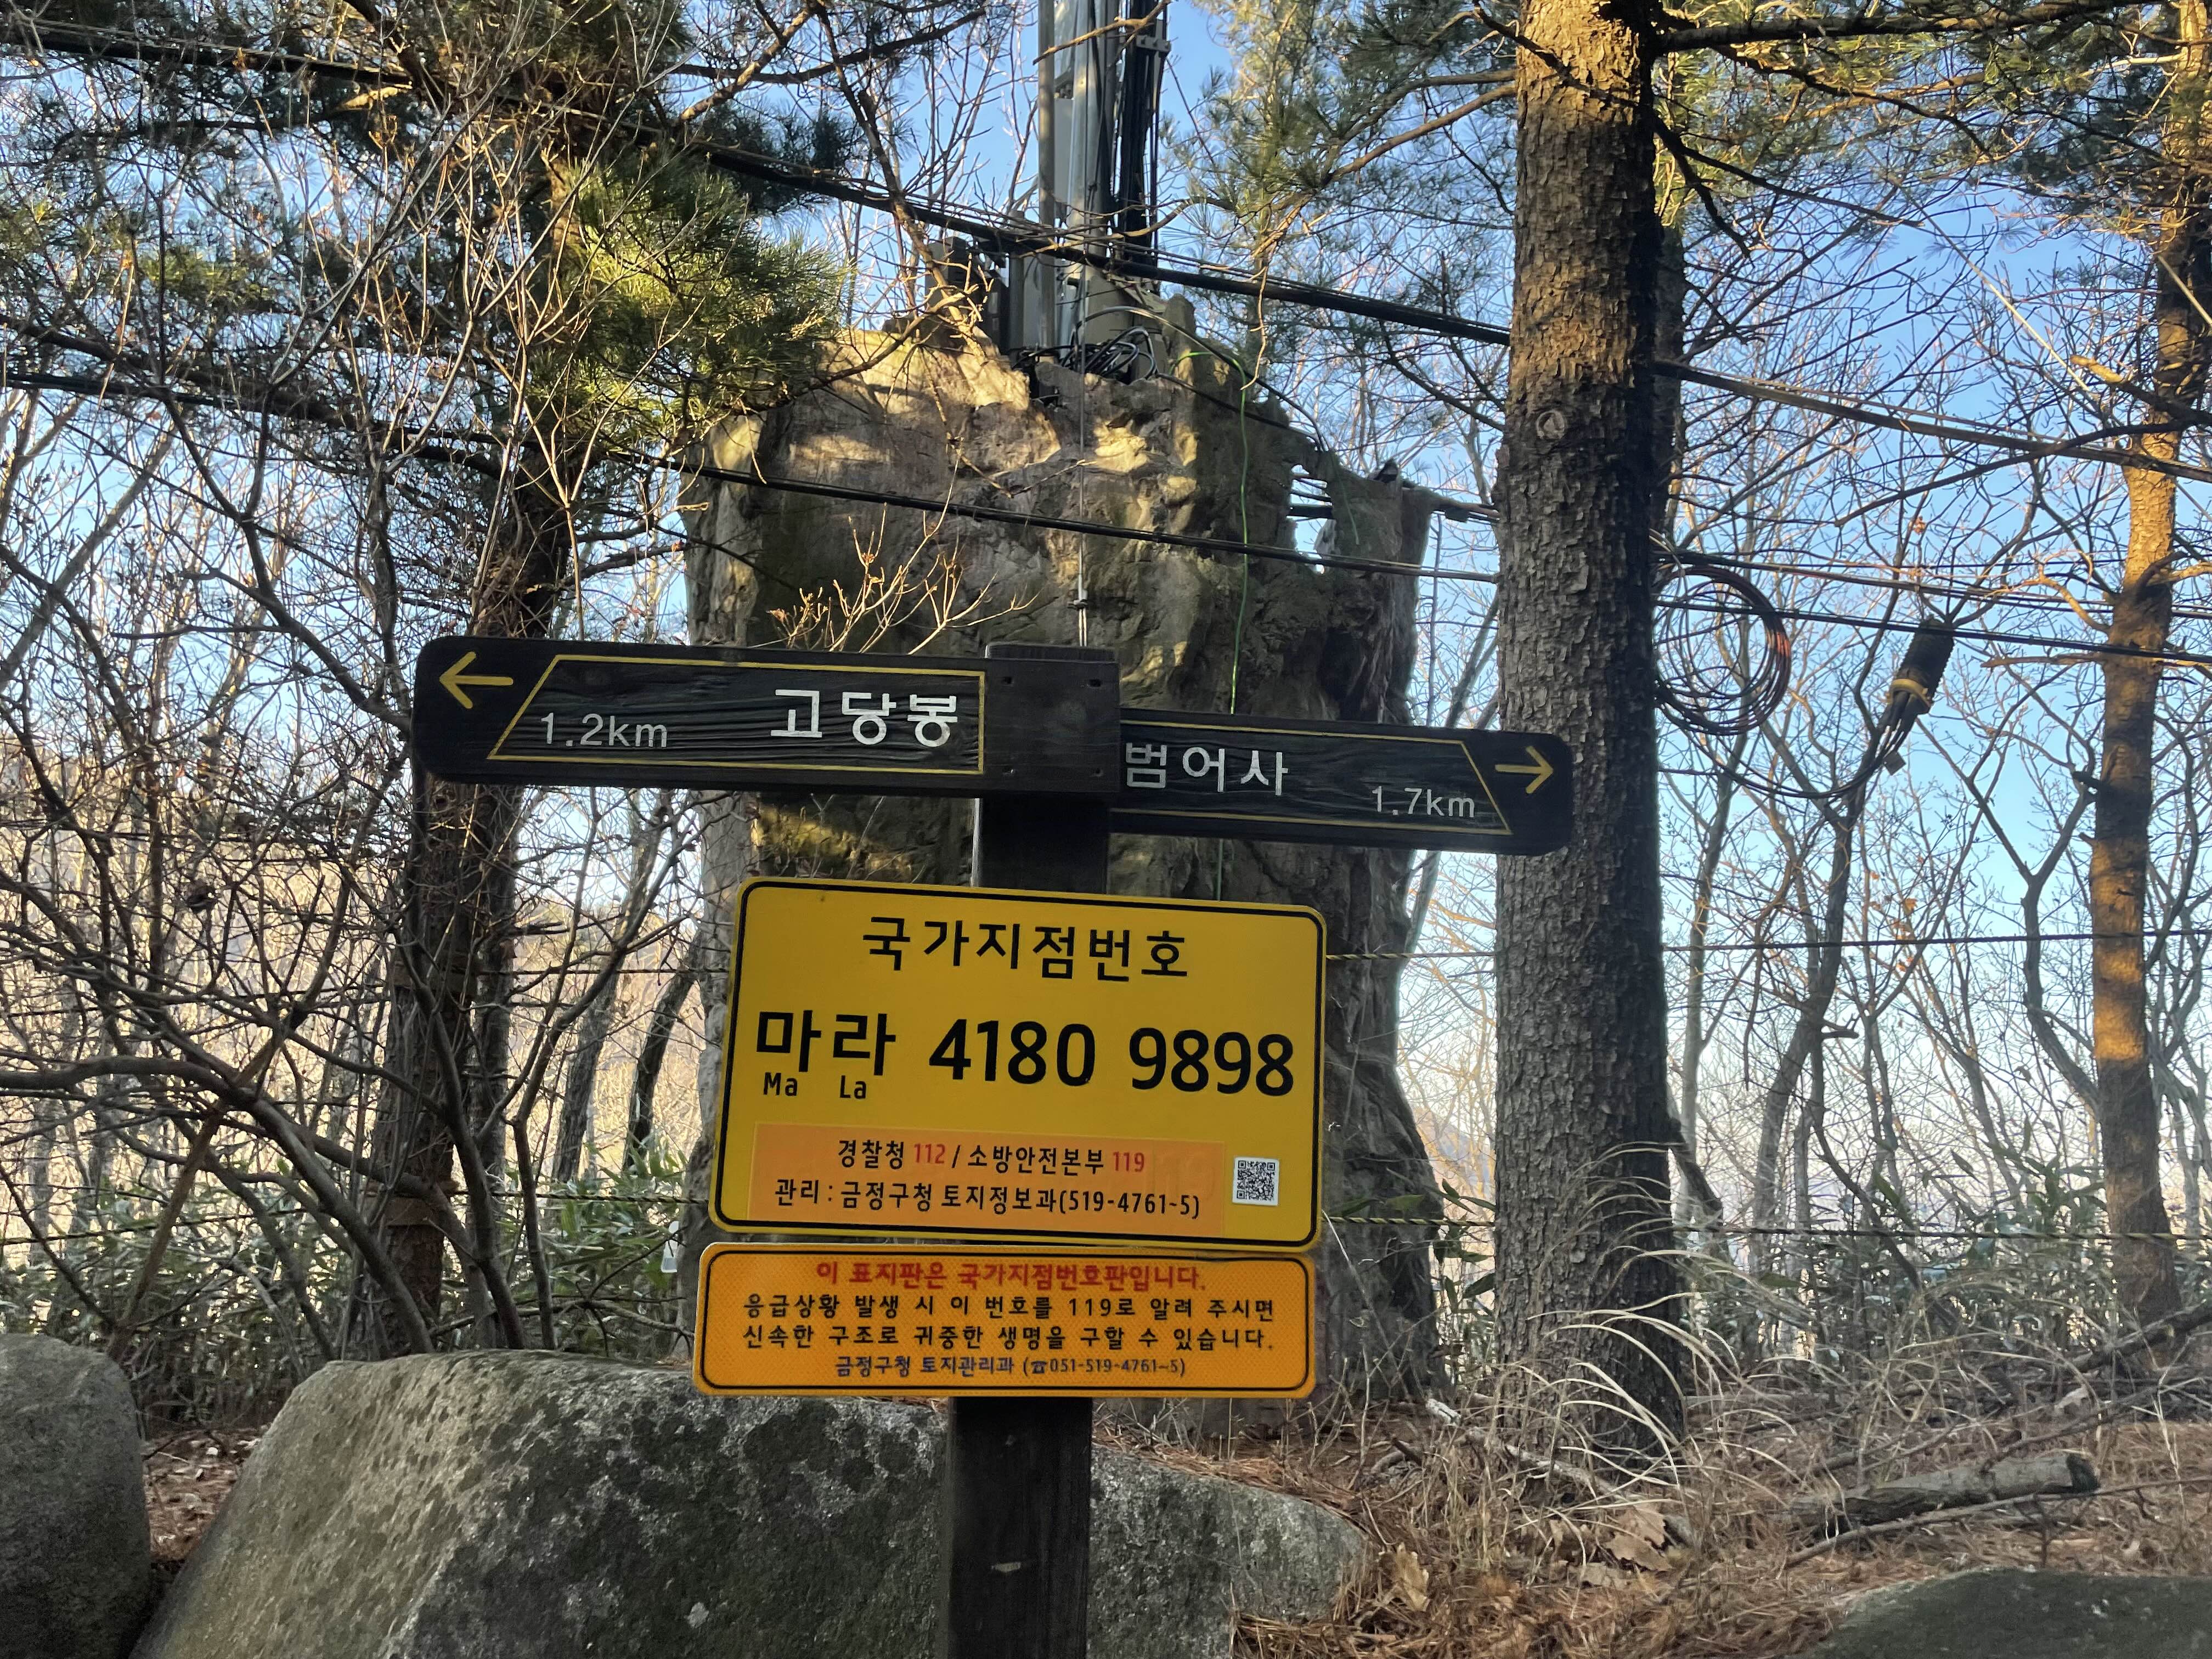 고당봉
1.2km
범어사
1.7km
국가지점번호
마라 4180 9898
Ma La
경찰청 112 / 소방안전본부 119
관리 : 금정구청 토지정보과(519-4761~5)
이 표지판은 국가지점번호판입니다.
응급상황 발생 시 이 번호를 119로 알려 주시면
신속한 구조로 귀중한 생명을 구할 수 있습니다.
금정구청 토지관리과 (☎051-519-4761~5)